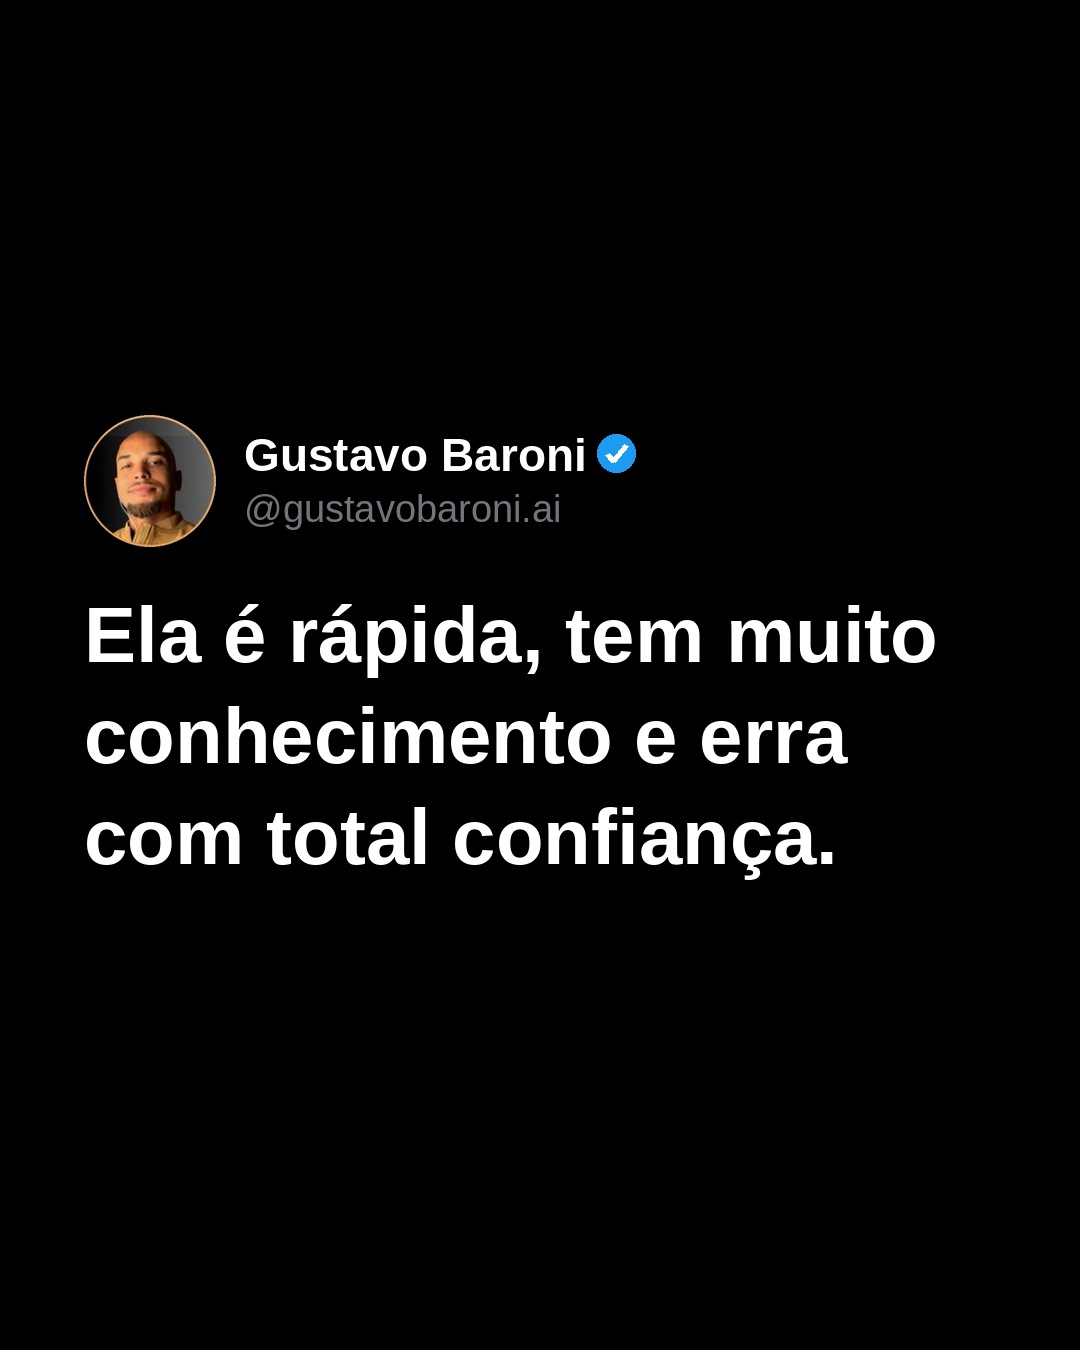 Gustavo Baroni
@gustavobaroni.ai
Ela é rápida, tem muito
conhecimento e erra
com total confiança.